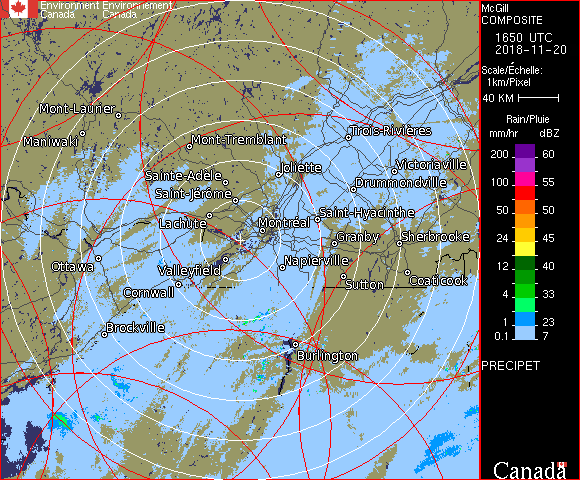 Environment Environnement
Canada Canada
McGill
COMPOSITE
1650 UTC
2018-11-20
Scale/Échelle:
1km/Pixel
40 KM
Rain/Pluie
mm/hr dBZ
200 60
100 55
50 50
24 45
12 40
4 33
1 23
0.1 7
PRECIPET
Canada
Mont-Laurier
Maniwaki
Mont-Tremblant
Trois-Rivières
Joliette
Victoriaville
Sainte-Adèle
Drummondville
Saint-Jérôme
Lachute
Saint-Hyacinthe
Montréal
Granby
Sherbrooke
Ottawa
Valleyfield
Napierville
Cornwall
Sutton
Coaticook
Brockville
Burlington